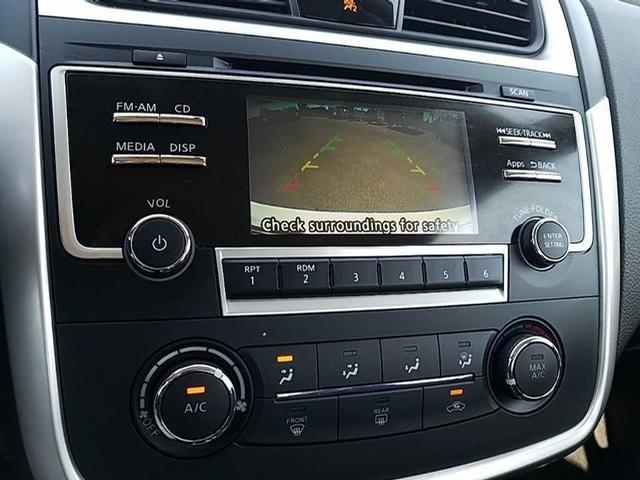 SCAN
FM·AM CD
SEEK·TRACK
MEDIA DISP
Apps BACK
VOL
TUNE·FOLDER
ENTER
SETTING
Check surroundings for safety
RPT
1
RDM
2
3
4
5
6
MAX
A/C
A/C
OFF
FRONT
REAR